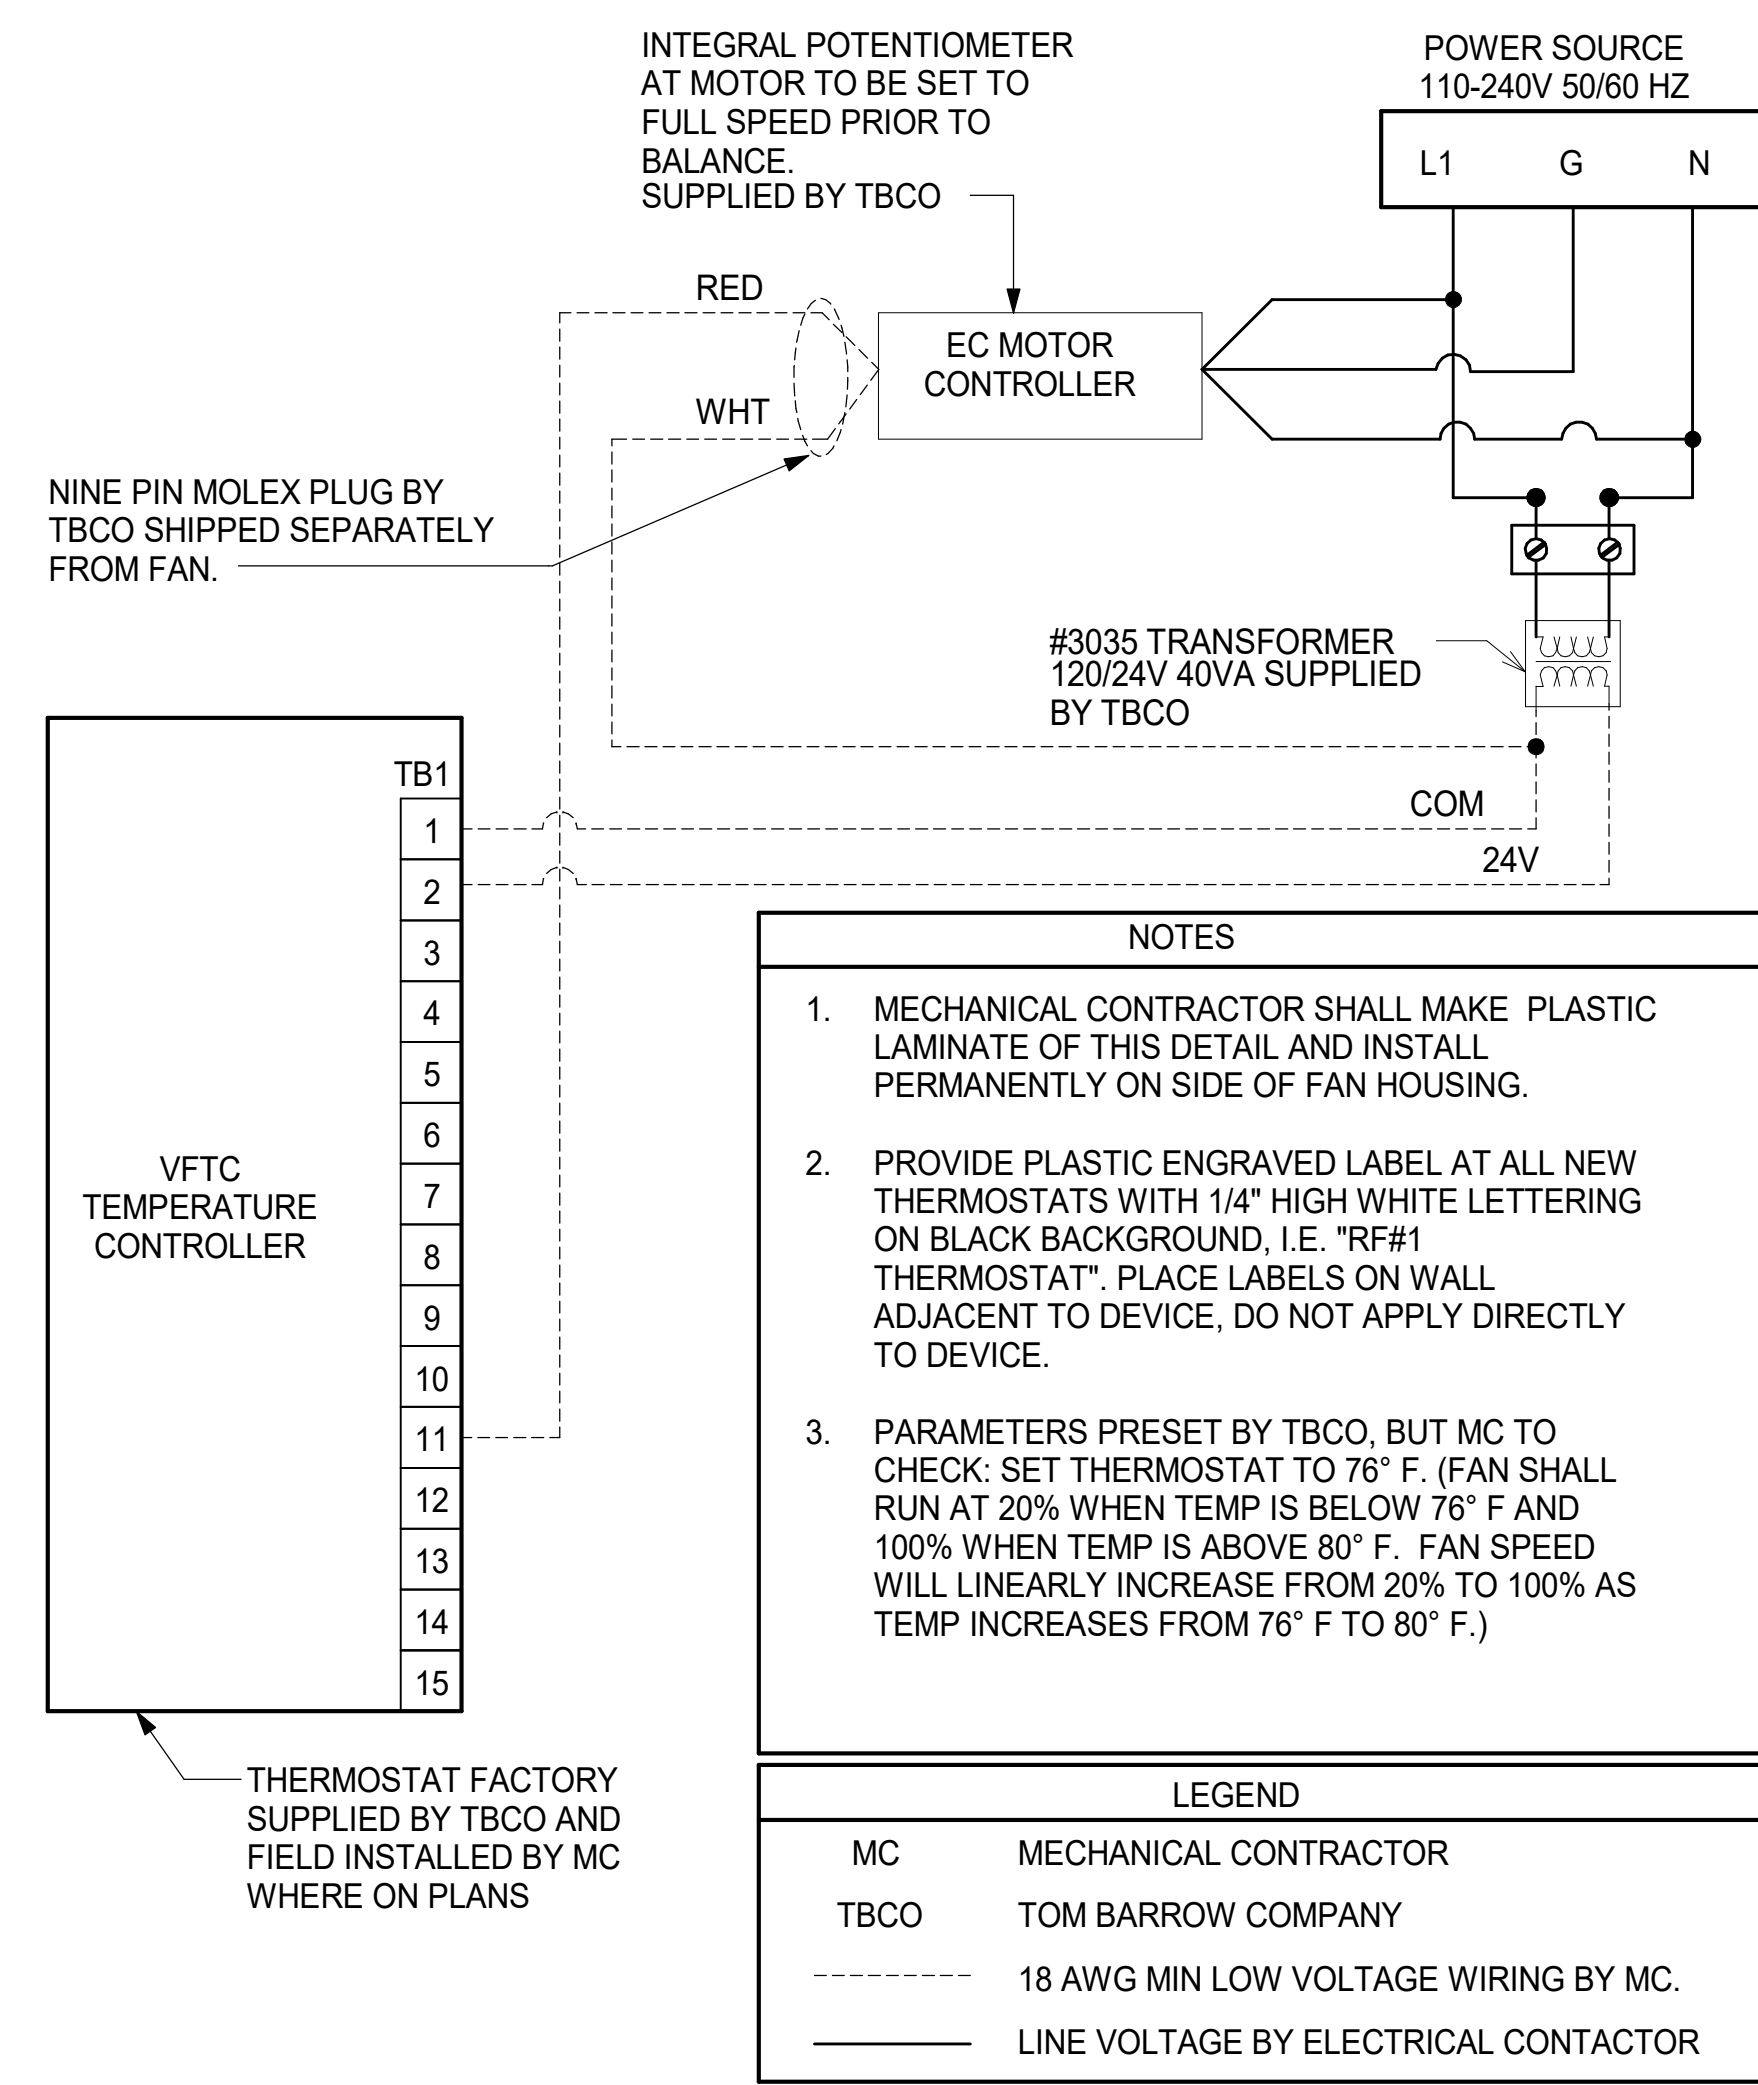 INTEGRAL POTENTIOMETER
AT MOTOR TO BE SET TO
FULL SPEED PRIOR TO
BALANCE.
SUPPLIED BY TBCO
POWER SOURCE
110-240V 50/60 HZ
L1 G N
RED
WHT
EC MOTOR
CONTROLLER
NINE PIN MOLEX PLUG BY
TBCO SHIPPED SEPARATELY
FROM FAN.
#3035 TRANSFORMER
120/24V 40VA SUPPLIED
BY TBCO
COM
24V
TB1
1
2
3
4
5
6
7
8
9
10
11
12
13
14
15
VFTC
TEMPERATURE
CONTROLLER
THERMOSTAT FACTORY
SUPPLIED BY TBCO AND
FIELD INSTALLED BY MC
WHERE ON PLANS
NOTES
1. MECHANICAL CONTRACTOR SHALL MAKE PLASTIC
LAMINATE OF THIS DETAIL AND INSTALL
PERMANENTLY ON SIDE OF FAN HOUSING.
2. PROVIDE PLASTIC ENGRAVED LABEL AT ALL NEW
THERMOSTATS WITH 1/4" HIGH WHITE LETTERING
ON BLACK BACKGROUND, I.E. "RF#1
THERMOSTAT". PLACE LABELS ON WALL
ADJACENT TO DEVICE, DO NOT APPLY DIRECTLY
TO DEVICE.
3. PARAMETERS PRESET BY TBCO, BUT MC TO
CHECK: SET THERMOSTAT TO 76° F. (FAN SHALL
RUN AT 20% WHEN TEMP IS BELOW 76° F AND
100% WHEN TEMP IS ABOVE 80° F. FAN SPEED
WILL LINEARLY INCREASE FROM 20% TO 100% AS
TEMP INCREASES FROM 76° F TO 80° F.)
LEGEND
MC MECHANICAL CONTRACTOR
TBCO TOM BARROW COMPANY
18 AWG MIN LOW VOLTAGE WIRING BY MC.
LINE VOLTAGE BY ELECTRICAL CONTACTOR